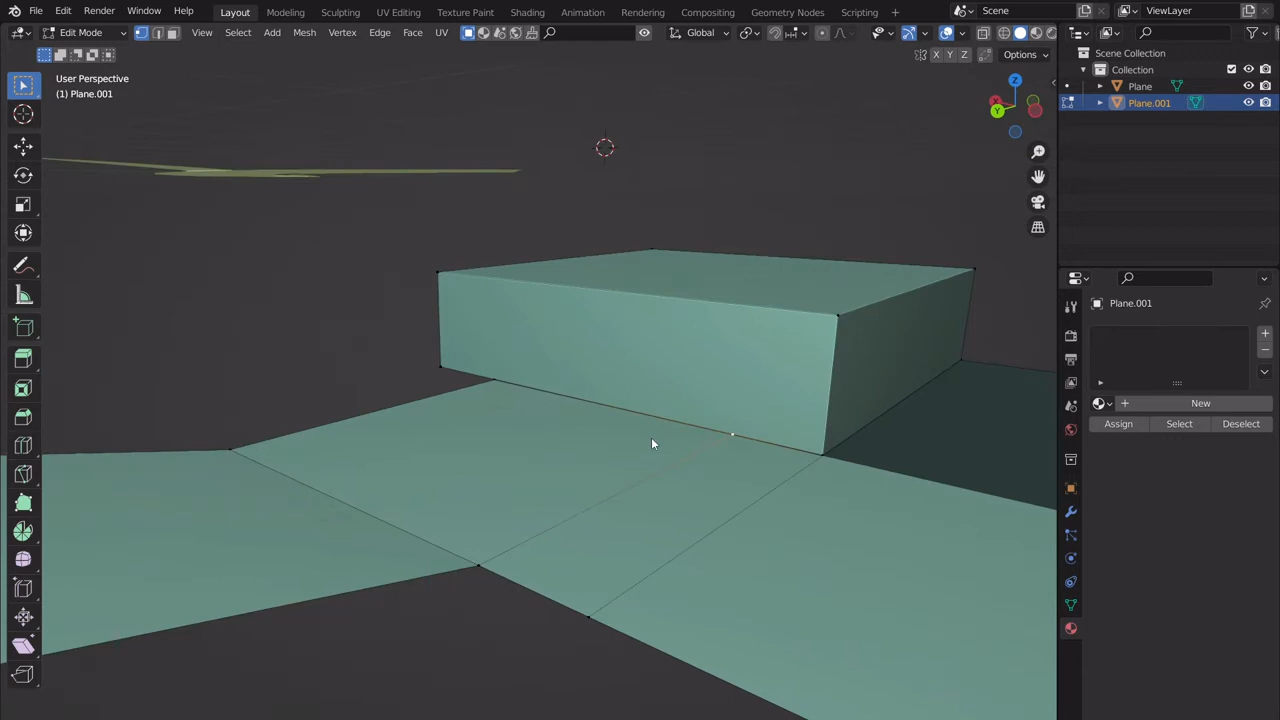 File Edit Render Window Help Layout Modeling Sculpting UV Editing Texture Paint Shading Animation Rendering Compositing Geometry Nodes Scripting + Scene ViewLayer
Edit Mode View Select Add Mesh Vertex Edge Face UV Global
X Y Z Options
Scene Collection
Collection
Plane
Plane.001
User Perspective
(1) Plane.001
Z
Y
Plane.001
New
Assign Select Deselect